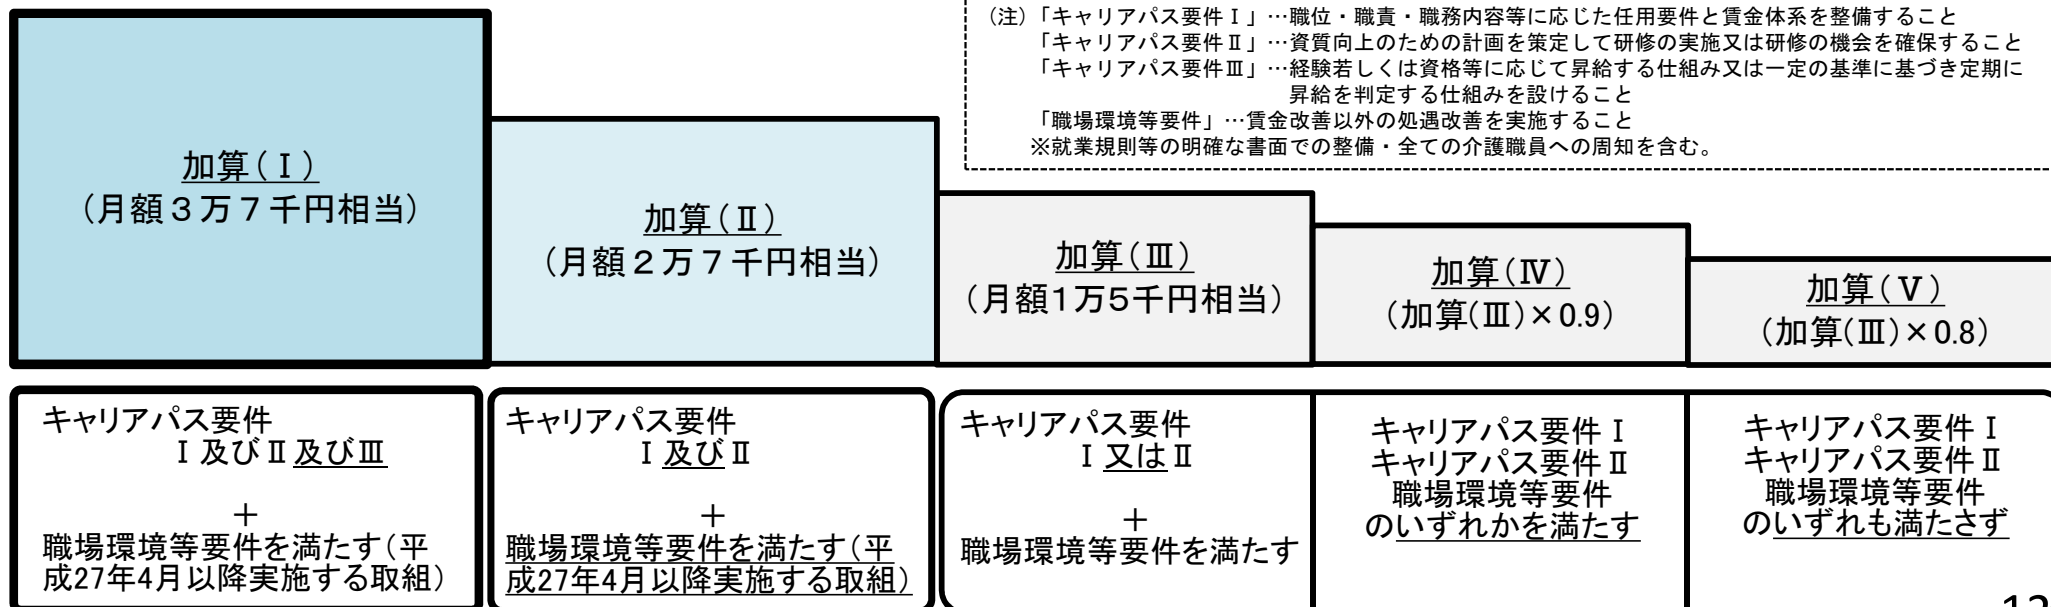 (注)「キャリアパス要件Ⅰ」…職位・職責・職務内容等に応じた任用要件と賃金体系を整備すること
「キャリアパス要件Ⅱ」…資質向上のための計画を策定して研修の実施又は研修の機会を確保すること
「キャリアパス要件Ⅲ」…経験若しくは資格等に応じて昇給する仕組み又は一定の基準に基づき定期に
昇給を判定する仕組みを設けること
「職場環境等要件」…賃金改善以外の処遇改善を実施すること
※就業規則等の明確な書面での整備・全ての介護職員への周知を含む。
加算(Ⅰ)
(月額３万７千円相当)
加算(Ⅱ)
(月額２万７千円相当)
加算(Ⅲ)
(月額1万5千円相当)
加算(Ⅳ)
(加算(Ⅲ)×0.9)
加算(Ⅴ)
(加算(Ⅲ)×0.8)
キャリアパス要件
Ⅰ及びⅡ及びⅢ
＋
職場環境等要件を満たす(平
成27年4月以降実施する取組)
キャリアパス要件
Ⅰ及びⅡ
＋
職場環境等要件を満たす(平
成27年4月以降実施する取組)
キャリアパス要件
Ⅰ又はⅡ
＋
職場環境等要件を満たす
キャリアパス要件Ⅰ
キャリアパス要件Ⅱ
職場環境等要件
のいずれかを満たす
キャリアパス要件Ⅰ
キャリアパス要件Ⅱ
職場環境等要件
のいずれも満たさず